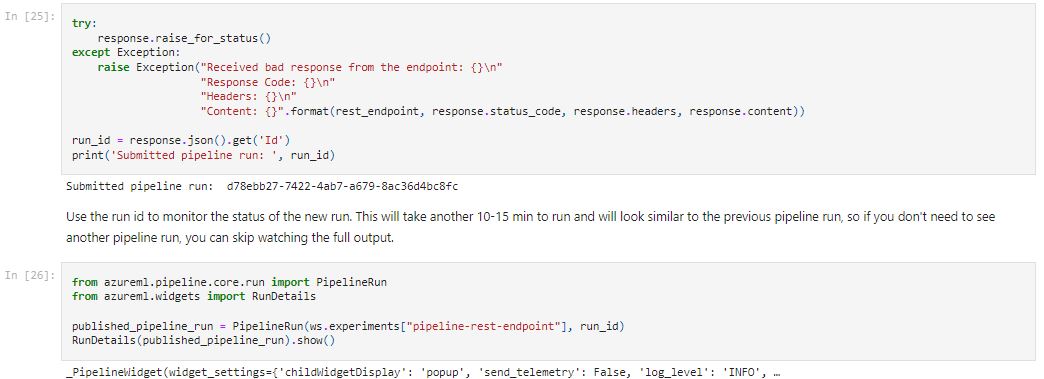 In [25]:
try:
    response.raise_for_status()
except Exception:
    raise Exception("Received bad response from the endpoint: {}\n"
                    "Response Code: {}\n"
                    "Headers: {}\n"
                    "Content: {}".format(rest_endpoint, response.status_code, response.headers, response.content))

run_id = response.json().get('Id')
print('Submitted pipeline run: ', run_id)
Submitted pipeline run:  d78ebb27-7422-4ab7-a679-8ac36d4bc8fc
Use the run id to monitor the status of the new run. This will take another 10-15 min to run and will look similar to the previous pipeline run, so if you don't need to see
another pipeline run, you can skip watching the full output.
In [26]:
from azureml.pipeline.core.run import PipelineRun
from azureml.widgets import RunDetails

published_pipeline_run = PipelineRun(ws.experiments["pipeline-rest-endpoint"], run_id)
RunDetails(published_pipeline_run).show()
_PipelineWidget(widget_settings={'childWidgetDisplay': 'popup', 'send_telemetry': False, 'log_level': 'INFO', …